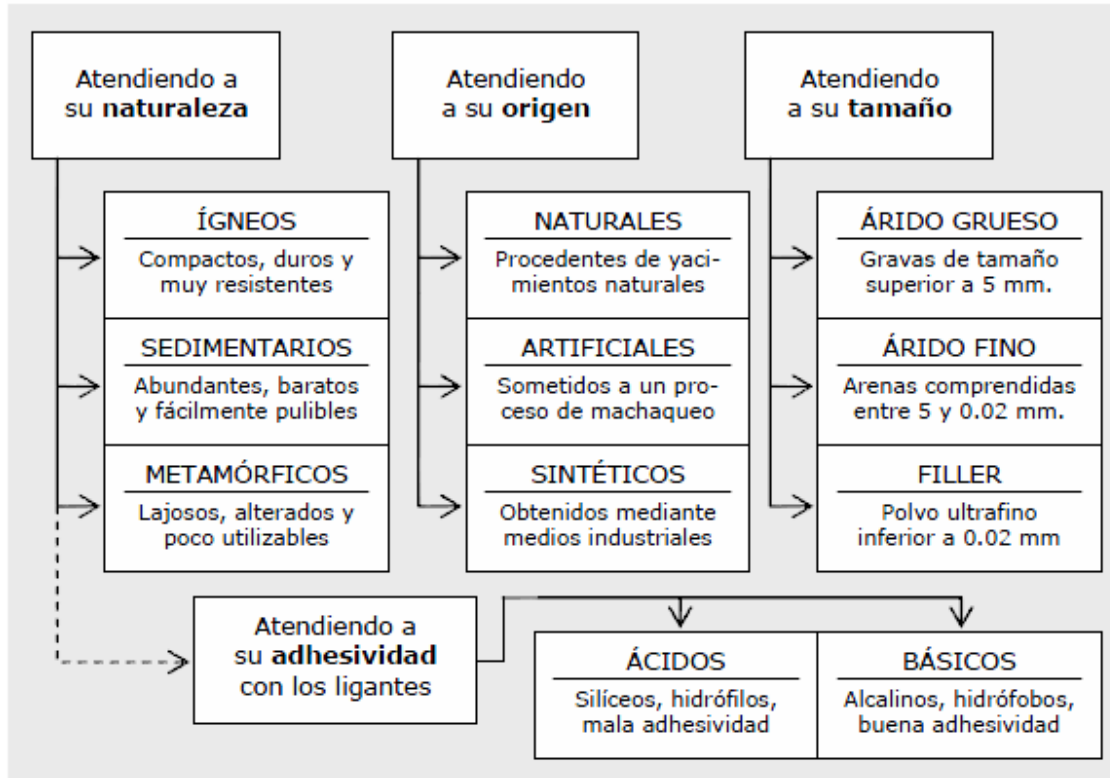 Atendiendo a
su naturaleza
ÍGNEOS
Compactos, duros y
muy resistentes
SEDIMENTARIOS
Abundantes, baratos
y fácilmente pulibles
METAMÓRFICOS
Lajosos, alterados y
poco utilizables
Atendiendo
a su origen
NATURALES
Procedentes de yaci-
mientos naturales
ARTIFICIALES
Sometidos a un pro-
ceso de machaqueo
SINTÉTICOS
Obtenidos mediante
medios industriales
Atendiendo
a su tamaño
ÁRIDO GRUESO
Gravas de tamaño
superior a 5 mm.
ÁRIDO FINO
Arenas comprendidas
entre 5 y 0.02 mm.
FILLER
Polvo ultrafino
inferior a 0.02 mm
Atendiendo a
su adhesividad
con los ligantes
ÁCIDOS
Silíceos, hidrófilos,
mala adhesividad
BÁSICOS
Alcalinos, hidrófobos,
buena adhesividad